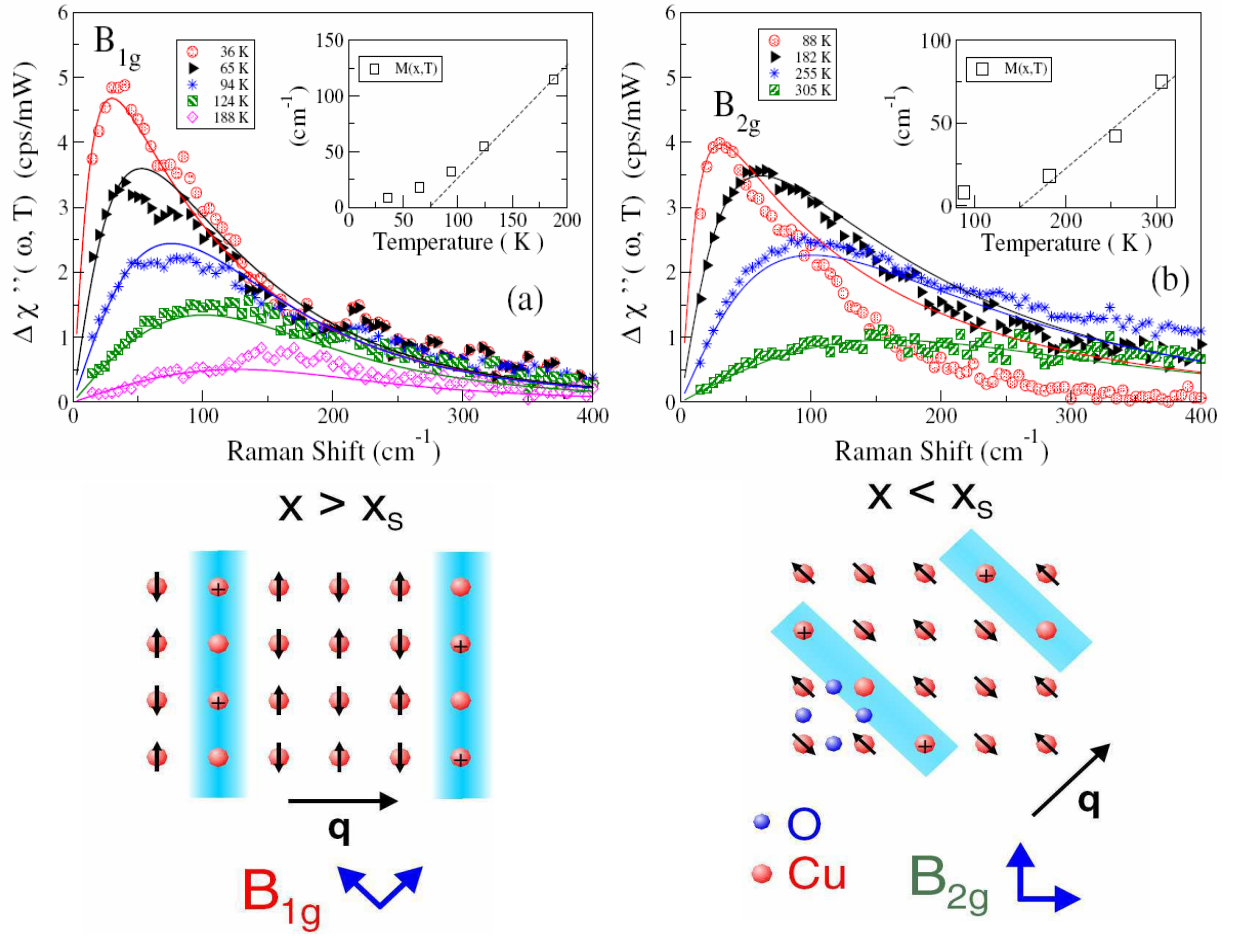 B1g
36 K
65 K
94 K
124 K
188 K
M(x,T)
(cm-1)
150
100
50
0
0 50 100 150 200
Temperature ( K )
(a)
Δχ ’’( ω, T) (cps/mW)
6
5
4
3
2
1
0
0 100 200 300 400
Raman Shift (cm-1)
B2g
88 K
182 K
255 K
305 K
M(x,T)
(cm-1)
100
50
0
100 200 300
Temperature ( K )
(b)
Δχ ’’( ω, T) (cps/mW)
6
5
4
3
2
1
0
0 100 200 300 400
Raman Shift (cm-1)
x > xs
+
+
+
+
q
B1g
x < xs
+
+
+
q
O
Cu
B2g